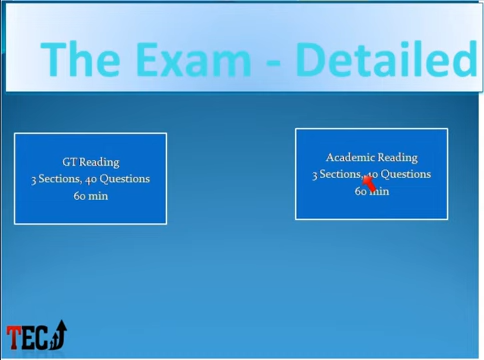 The Exam - Detailed
GT Reading
3 Sections, 40 Questions
60 min
Academic Reading
3 Sections, 40 Questions
60 min
TEC